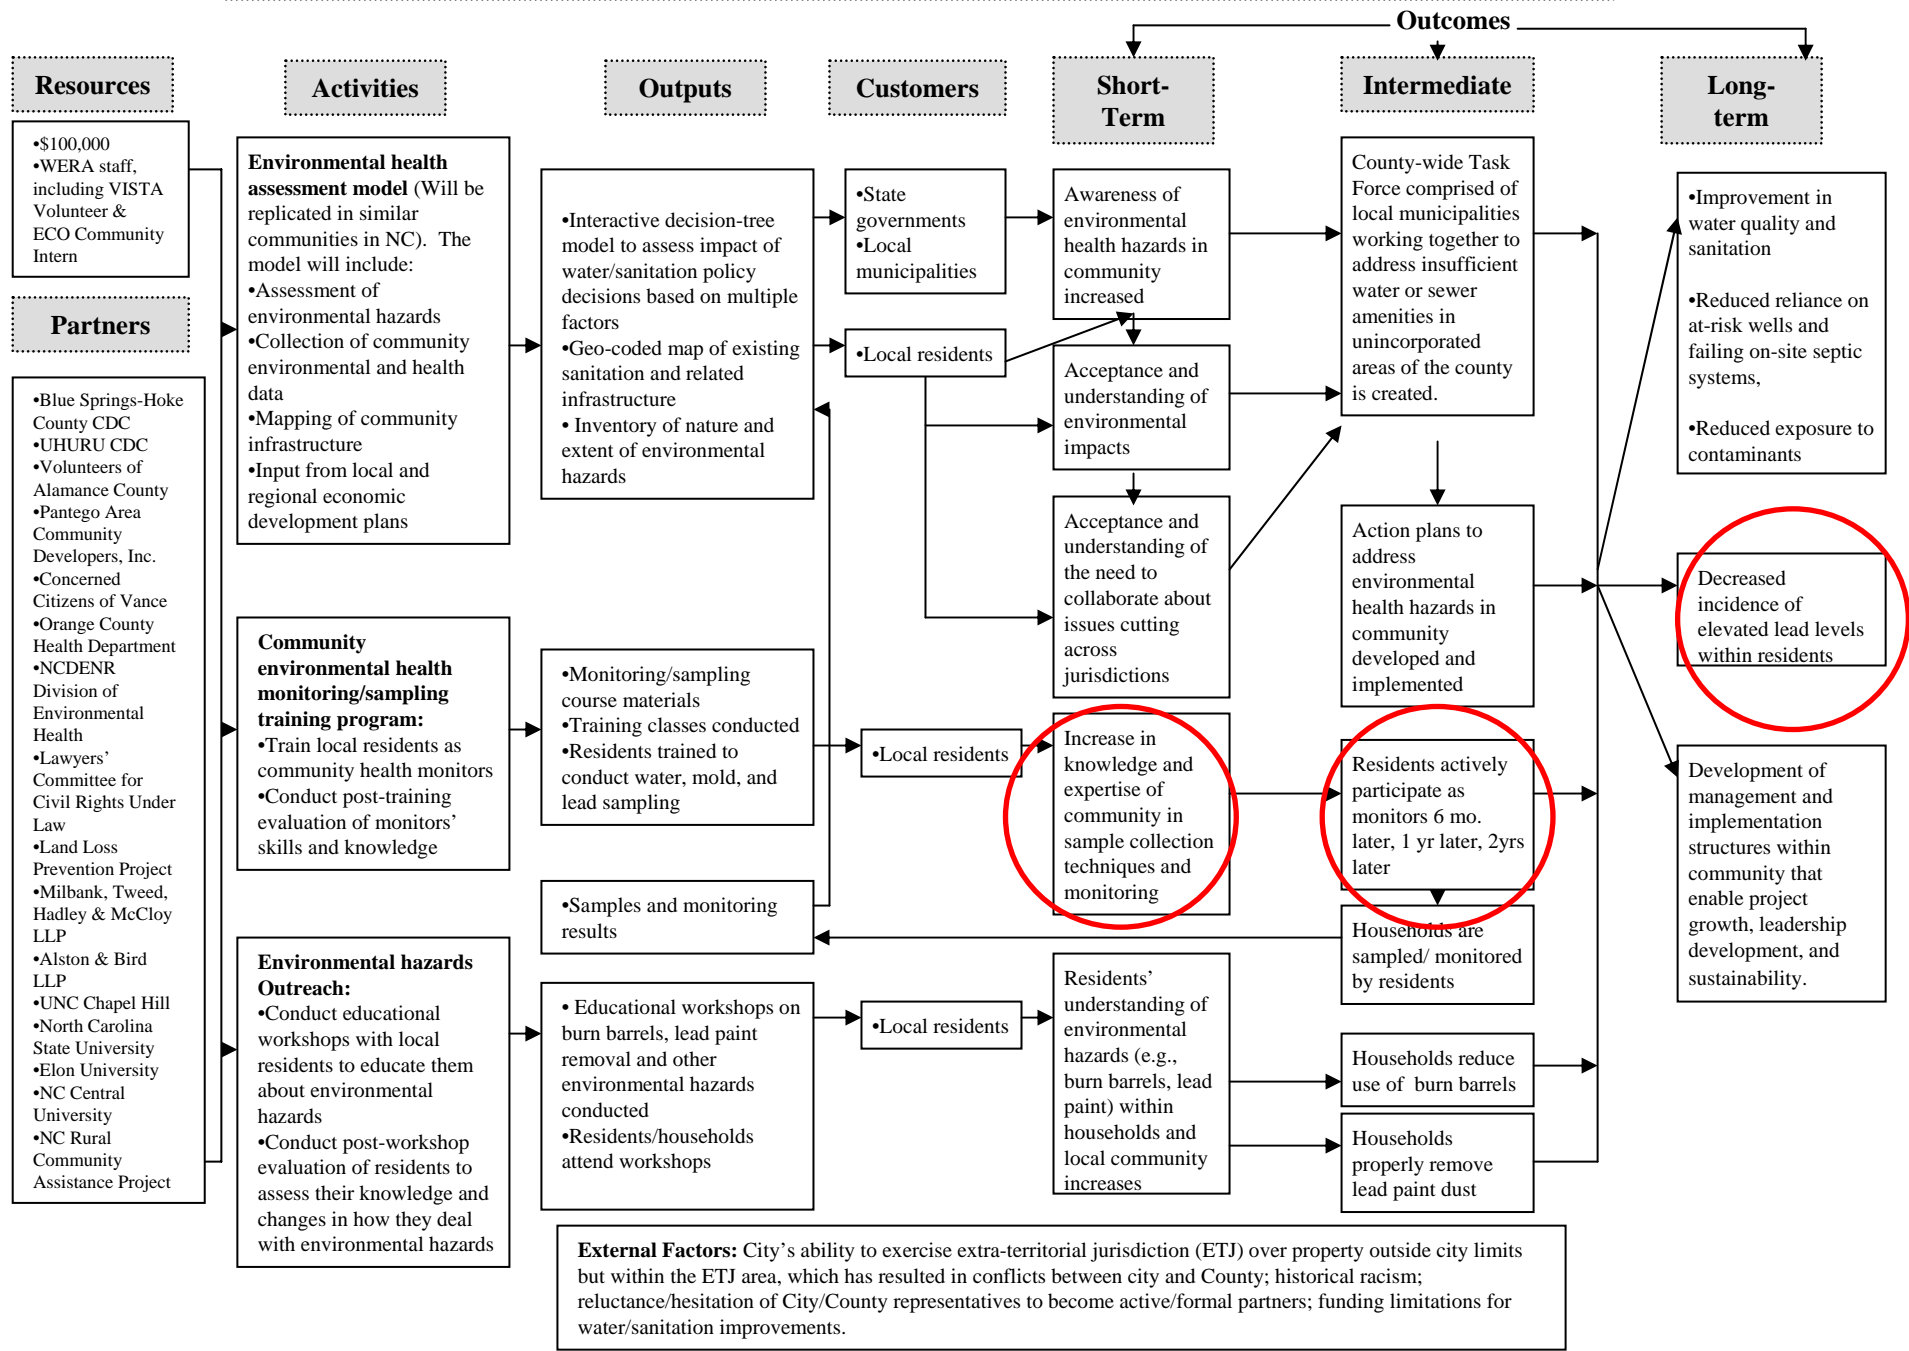 Outcomes
Resources
Activities
Outputs
Customers
Short-
Term
Intermediate
Long-
term
•$100,000
•WERA staff,
including VISTA
Volunteer &
ECO Community
Intern
Partners
•Blue Springs-Hoke
County CDC
•UHURU CDC
•Volunteers of
Alamance County
•Pantego Area
Community
Developers, Inc.
•Concerned
Citizens of Vance
•Orange County
Health Department
•NCDENR
Division of
Environmental
Health
•Lawyers’
Committee for
Civil Rights Under
Law
•Land Loss
Prevention Project
•Milbank, Tweed,
Hadley & McCloy
LLP
•Alston & Bird
LLP
•UNC Chapel Hill
•North Carolina
State University
•Elon University
•NC Central
University
•NC Rural
Community
Assistance Project
Environmental health
assessment model (Will be
replicated in similar
communities in NC).  The
model will include:
•Assessment of
environmental hazards
•Collection of community
environmental and health
data
•Mapping of community
infrastructure
•Input from local and
regional economic
development plans
Community
environmental health
monitoring/sampling
training program:
•Train local residents as
community health monitors
•Conduct post-training
evaluation of monitors’
skills and knowledge
Environmental hazards
Outreach:
•Conduct educational
workshops with local
residents to educate them
about environmental
hazards
•Conduct post-workshop
evaluation of residents to
assess their knowledge and
changes in how they deal
with environmental hazards
•Interactive decision-tree
model to assess impact of
water/sanitation policy
decisions based on multiple
factors
•Geo-coded map of existing
sanitation and related
infrastructure
• Inventory of nature and
extent of environmental
hazards
•Monitoring/sampling
course materials
•Training classes conducted
•Residents trained to
conduct water, mold, and
lead sampling
•Samples and monitoring
results
• Educational workshops on
burn barrels, lead paint
removal and other
environmental hazards
conducted
•Residents/households
attend workshops
•State
governments
•Local
municipalities
•Local residents
•Local residents
•Local residents
Awareness of
environmental
health hazards in
community
increased
Acceptance and
understanding of
environmental
impacts
Acceptance and
understanding of
the need to
collaborate about
issues cutting
across
jurisdictions
Increase in
knowledge and
expertise of
community in
sample collection
techniques and
monitoring
Residents’
understanding of
environmental
hazards (e.g.,
burn barrels, lead
paint) within
households and
local community
increases
County-wide Task
Force comprised of
local municipalities
working together to
address insufficient
water or sewer
amenities in
unincorporated
areas of the county
is created.
Action plans to
address
environmental
health hazards in
community
developed and
implemented
Residents actively
participate as
monitors 6 mo.
later, 1 yr later, 2yrs
later
Households are
sampled/ monitored
by residents
Households reduce
use of  burn barrels
Households
properly remove
lead paint dust
•Improvement in
water quality and
sanitation
•Reduced reliance on
at-risk wells and
failing on-site septic
systems,
•Reduced exposure to
contaminants
Decreased
incidence of
elevated lead levels
within residents
Development of
management and
implementation
structures within
community that
enable project
growth, leadership
development, and
sustainability.
External Factors: City’s ability to exercise extra-territorial jurisdiction (ETJ) over property outside city limits
but within the ETJ area, which has resulted in conflicts between city and County; historical racism;
reluctance/hesitation of City/County representatives to become active/formal partners; funding limitations for
water/sanitation improvements.